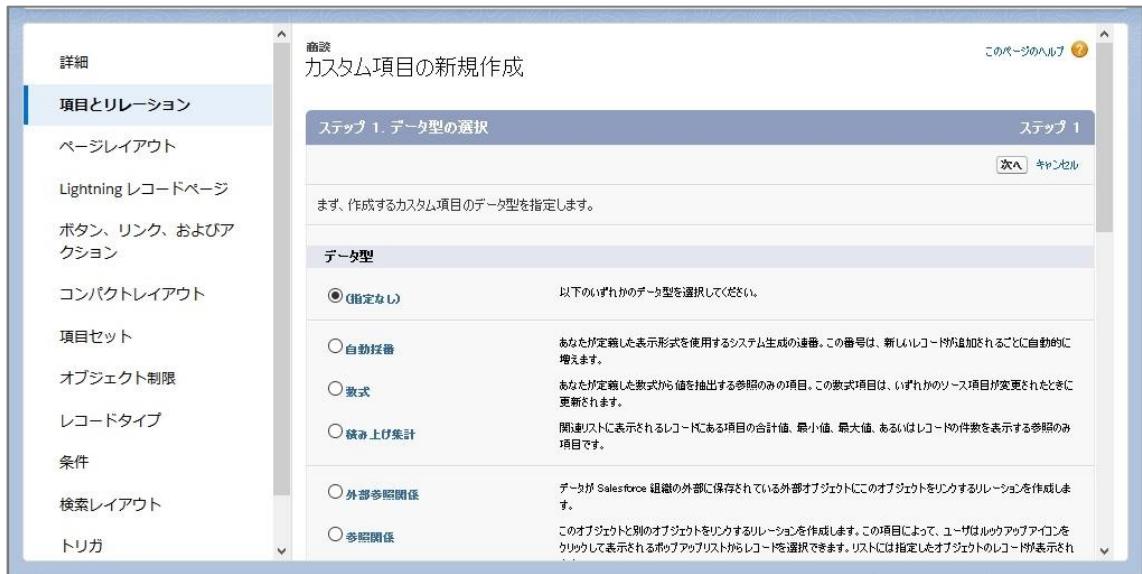 詳細
項目とリレーション
ページレイアウト
Lightning レコードページ
ボタン、リンク、およびア
クション
コンパクトレイアウト
項目セット
オブジェクト制限
レコードタイプ
条件
検索レイアウト
トリガ
商談
カスタム項目の新規作成
このページのヘルプ
ステップ 1. データ型の選択
ステップ 1
次へ キャンセル
まず、作成するカスタム項目のデータ型を指定します。
データ型
(指定なし)
以下のいずれかのデータ型を選択してください。
自動採番
あなたが定義した表示形式を使用するシステム生成の連番。この番号は、新しいレコードが追加されるごとに自動的に
増えます。
数式
あなたが定義した数式から値を抽出する参照のみの項目。この数式項目は、いずれかのソース項目が変更されたときに
更新されます。
積み上げ集計
関連リストに表示されるレコードにある項目の合計値、最小値、最大値、あるいはレコードの件数を表示する参照のみ
項目です。
外部参照関係
データが Salesforce 組織の外部に保存されている外部オブジェクトにこのオブジェクトをリンクするリレーションを作成しま
す。
参照関係
このオブジェクトと別のオブジェクトをリンクするリレーションを作成します。この項目によって、ユーザはルックアップアイコンを
クリックして表示されるポップアップリストからレコードを選択できます。リストには指定したオブジェクトのレコードが表示され